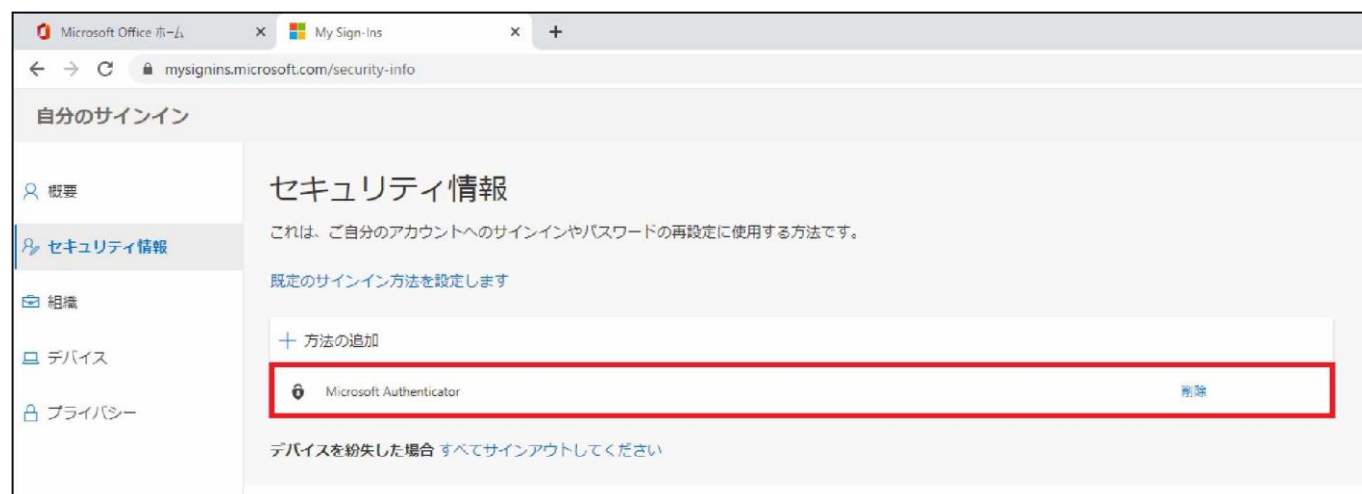 Microsoft Office ホーム
My Sign-Ins
mysignins.microsoft.com/security-info
自分のサインイン
概要
セキュリティ情報
組織
デバイス
プライバシー
セキュリティ情報
これは、ご自分のアカウントへのサインインやパスワードの再設定に使用する方法です。
既定のサインイン方法を設定します
方法の追加
Microsoft Authenticator 削除
デバイスを紛失した場合 すべてサインアウトしてください